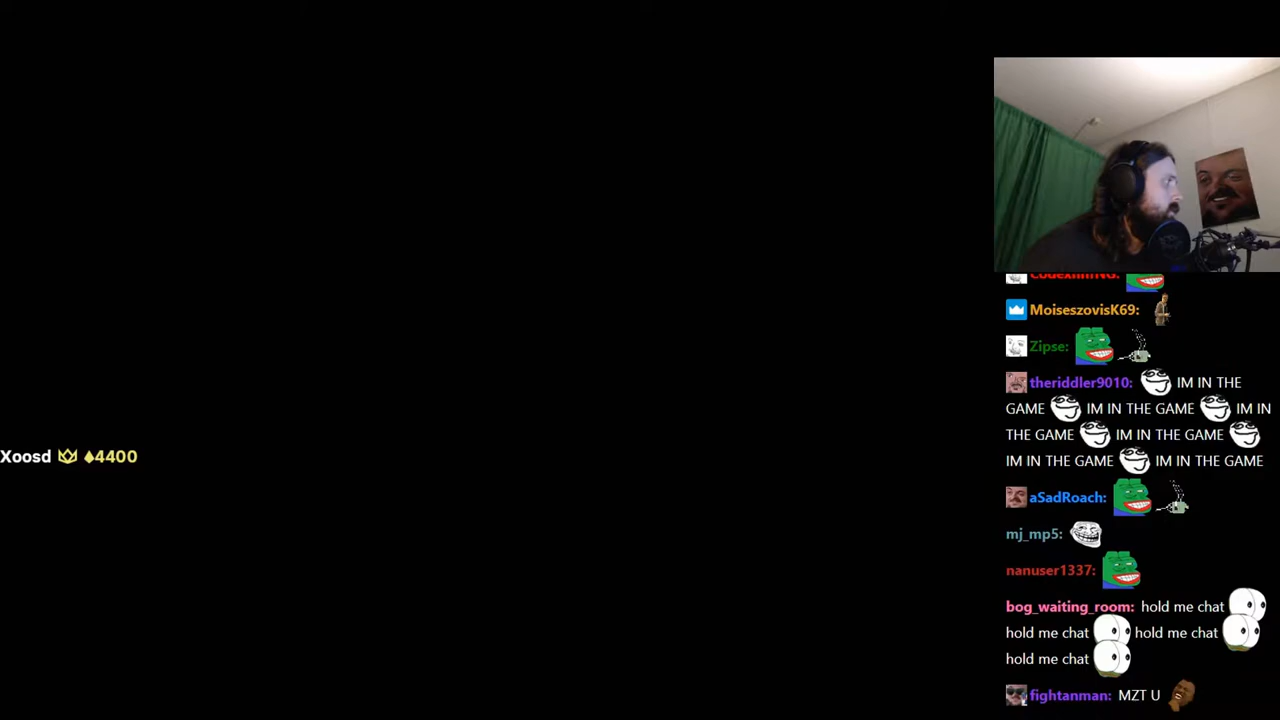 MoiseszovisK69:
Zipse:
theriddler9010: IM IN THE
GAME IM IN THE GAME IM IN
THE GAME IM IN THE GAME
IM IN THE GAME IM IN THE GAME
Xoosd 4400
aSadRoach:
mj_mp5:
nanuser1337:
bog_waiting_room: hold me chat
hold me chat hold me chat
hold me chat
fightanman: MZT U